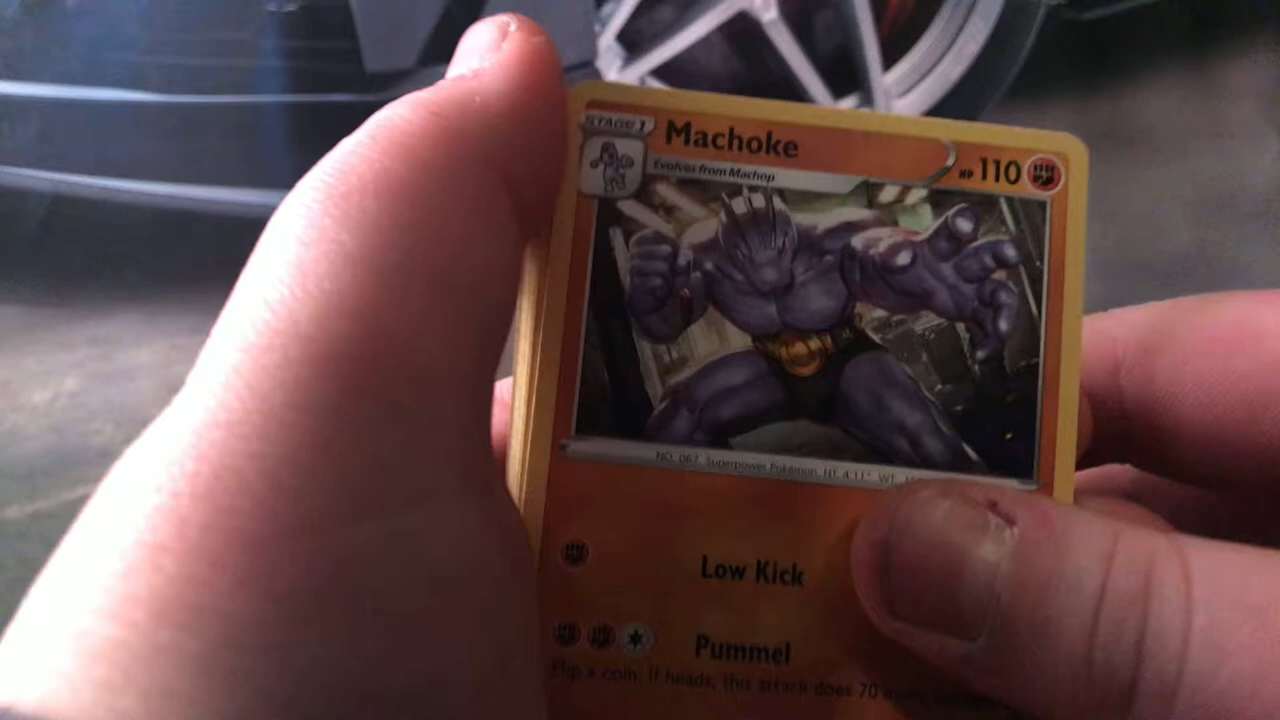 STAGE 1
Machoke
HP 110
Evolves from Machop
NO. 067 Superpower Pokémon HT. 4'11" WT.
Low Kick
Pummel
Flip a coin. If heads, this attack does 70